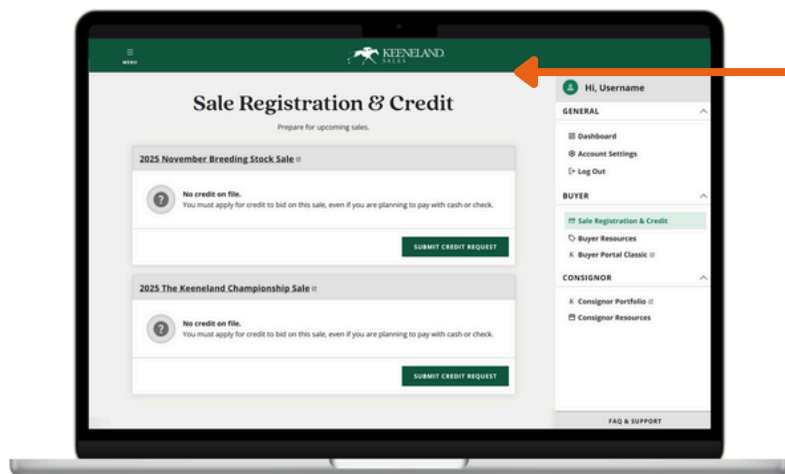 MENU
KEENELAND
SALES
Sale Registration & Credit
Prepare for upcoming sales.
2025 November Breeding Stock Sale
No credit on file.
You must apply for credit to bid on this sale, even if you are planning to pay with cash or check.
SUBMIT CREDIT REQUEST
2025 The Keeneland Championship Sale
No credit on file.
You must apply for credit to bid on this sale, even if you are planning to pay with cash or check.
SUBMIT CREDIT REQUEST
Hi, Username
GENERAL
Dashboard
Account Settings
Log Out
BUYER
Sale Registration & Credit
Buyer Resources
K Buyer Portal Classic
CONSIGNOR
K Consignor Portfolio
Consignor Resources
FAQ & SUPPORT